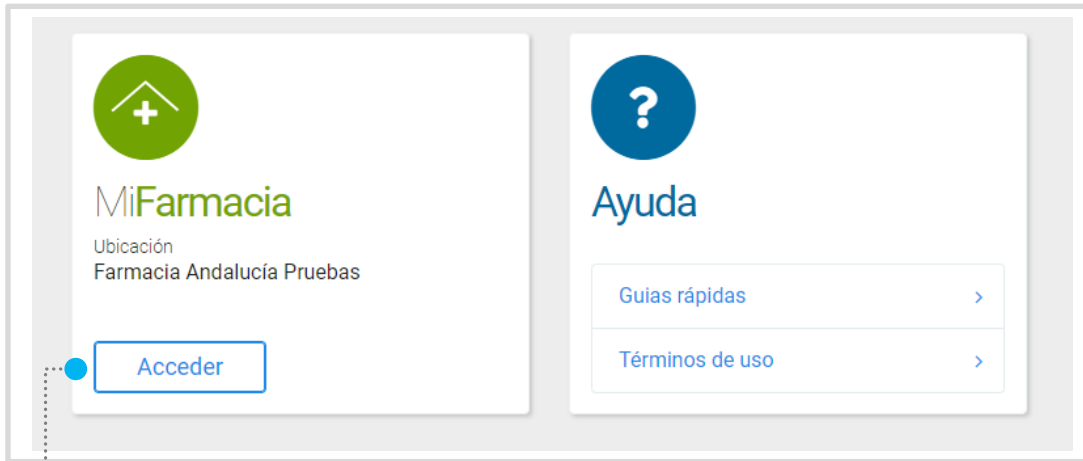 MiFarmacia
Ubicación
Farmacia Andalucía Pruebas
Acceder
Ayuda
Guias rápidas
Términos de uso